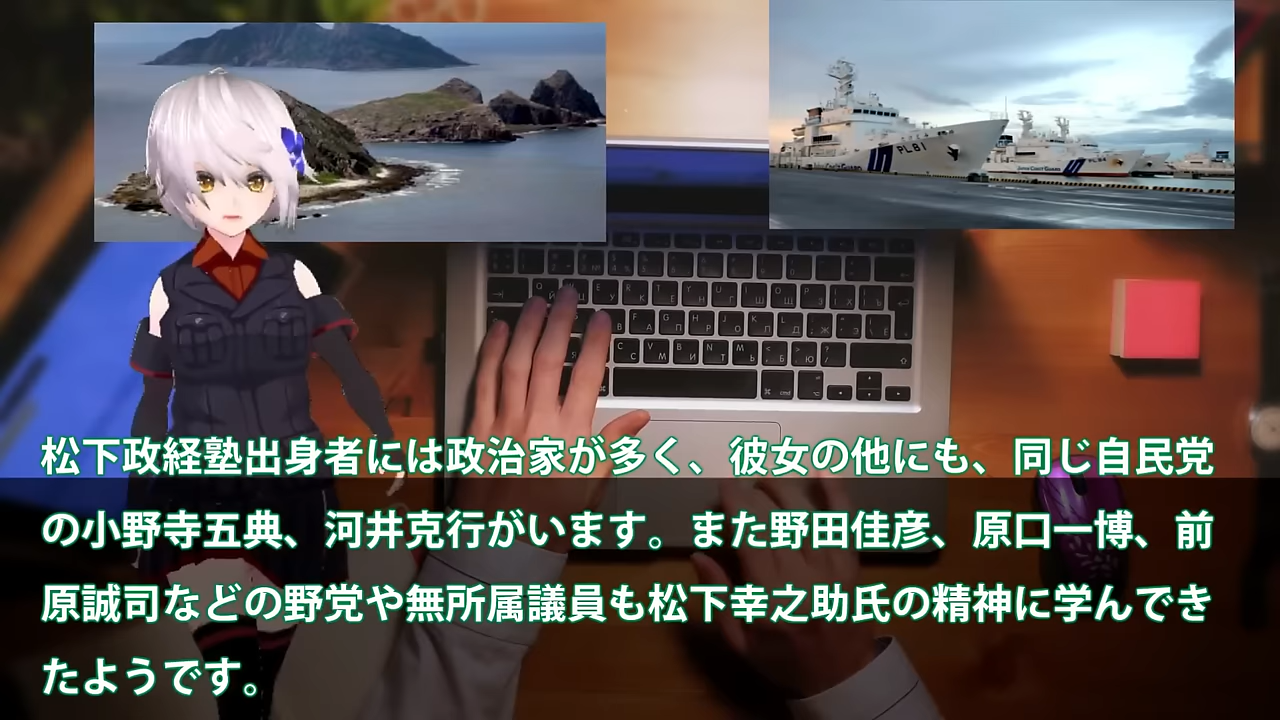 PL81
JAPAN COAST GUARD
松下政経塾出身者には政治家が多く、彼女の他にも、同じ自民党
の小野寺五典、河井克行がいます。また野田佳彦、原口一博、前
原誠司などの野党や無所属議員も松下幸之助氏の精神に学んでき
たようです。